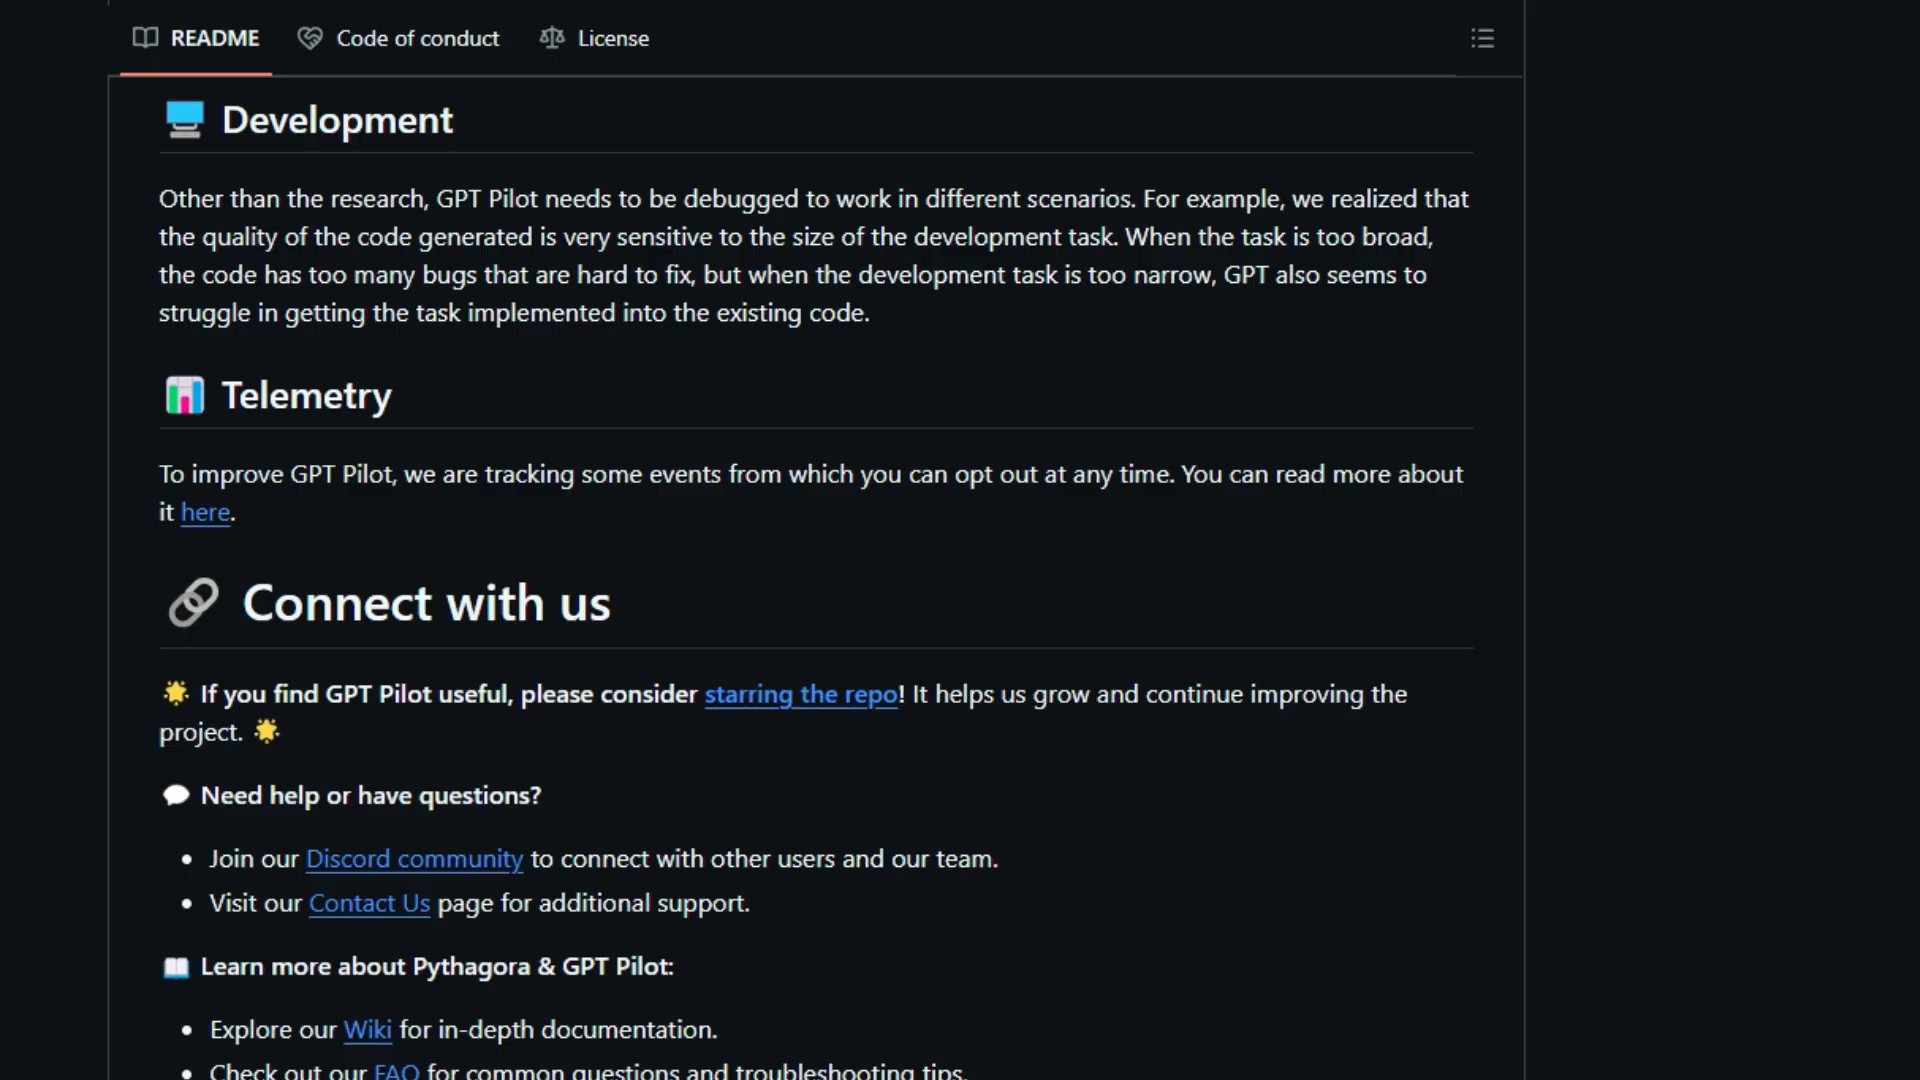 README Code of conduct License
Development
Other than the research, GPT Pilot needs to be debugged to work in different scenarios. For example, we realized that
the quality of the code generated is very sensitive to the size of the development task. When the task is too broad,
the code has too many bugs that are hard to fix, but when the development task is too narrow, GPT also seems to
struggle in getting the task implemented into the existing code.
Telemetry
To improve GPT Pilot, we are tracking some events from which you can opt out at any time. You can read more about
it here.
Connect with us
If you find GPT Pilot useful, please consider starring the repo! It helps us grow and continue improving the
project.
Need help or have questions?
• Join our Discord community to connect with other users and our team.
• Visit our Contact Us page for additional support.
Learn more about Pythagora & GPT Pilot:
• Explore our Wiki for in-depth documentation.
• Check out our FAQ for common questions and troubleshooting tips.